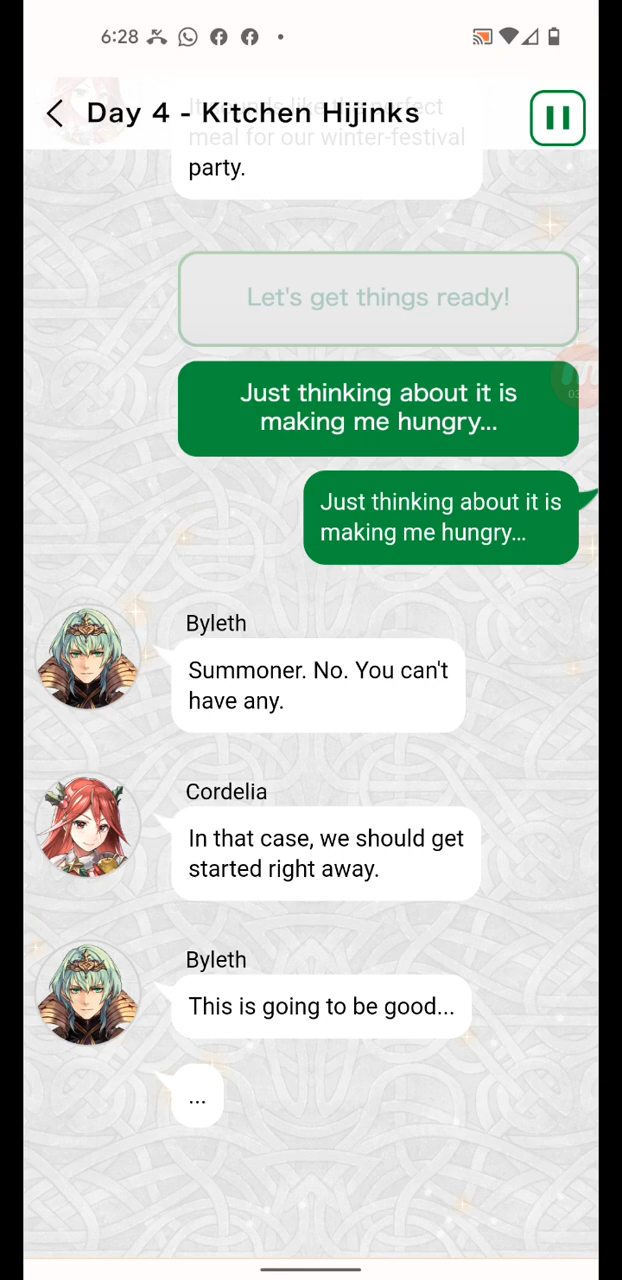 6:28
Day 4 - Kitchen Hijinks
meal for our winter-festival
party.
Let's get things ready!
Just thinking about it is
making me hungry...
Just thinking about it is
making me hungry...
Byleth
Summoner. No. You can't
have any.
Cordelia
In that case, we should get
started right away.
Byleth
This is going to be good...
...